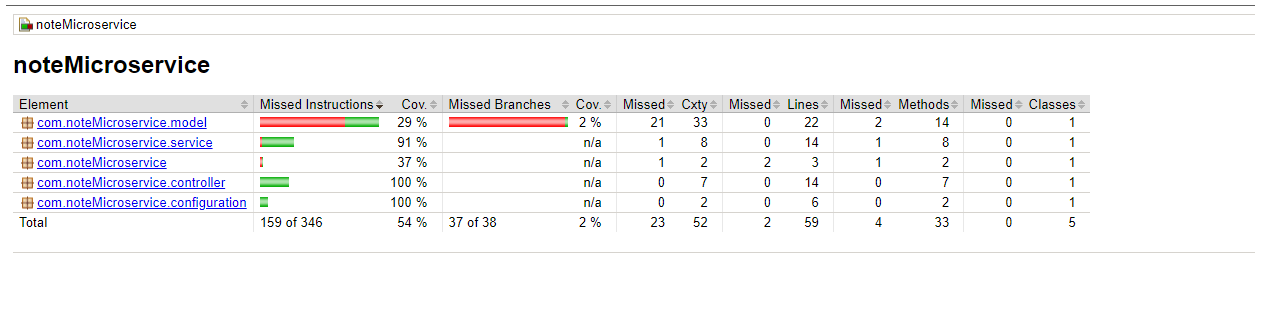 noteMicroservice
noteMicroservice
Element Missed Instructions Cov. Missed Branches Cov. Missed Cxty Missed Lines Missed Methods Missed Classes
com.noteMicroservice.model 29 % 2 % 21 33 0 22 2 14 0 1
com.noteMicroservice.service 91 % n/a 1 8 0 14 1 8 0 1
com.noteMicroservice 37 % n/a 1 2 2 3 1 2 0 1
com.noteMicroservice.controller 100 % n/a 0 7 0 14 0 7 0 1
com.noteMicroservice.configuration 100 % n/a 0 2 0 6 0 2 0 1
Total 159 of 346 54 % 37 of 38 2 % 23 52 2 59 4 33 0 5